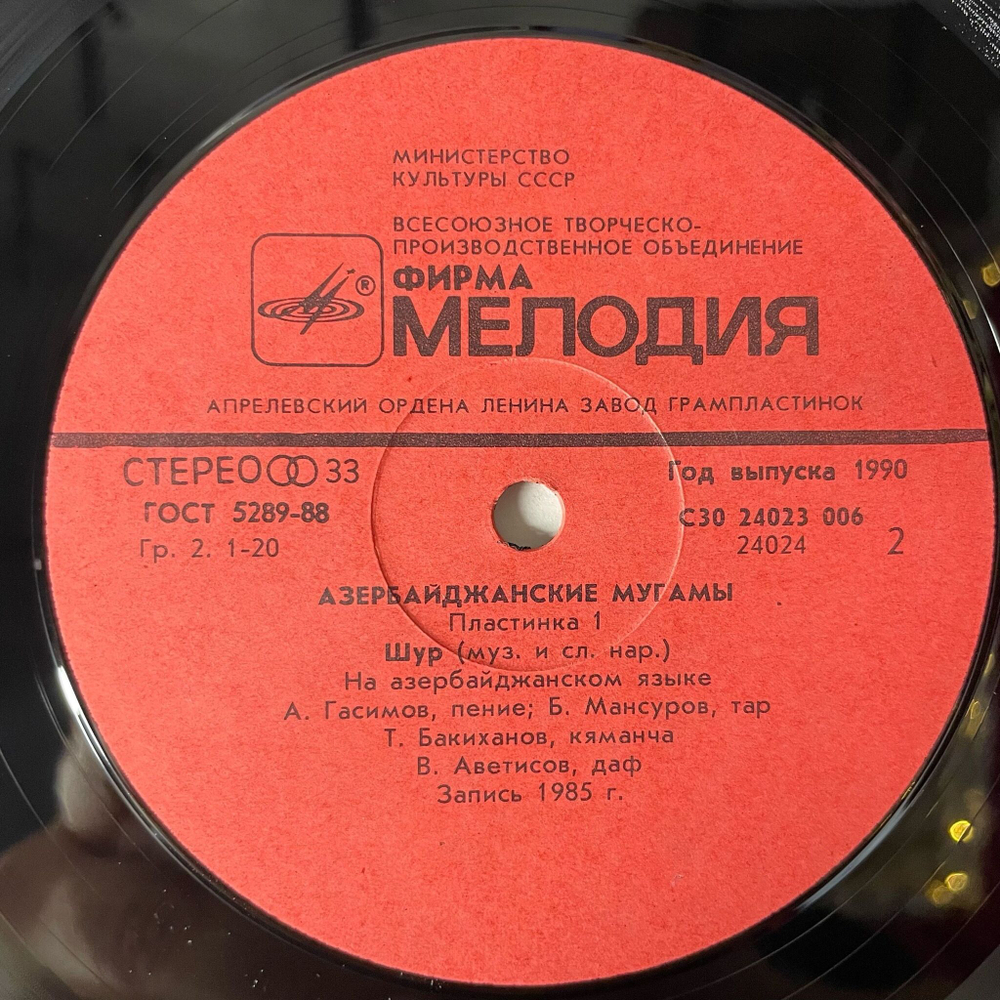 МИНИСТЕРСТВО
КУЛЬТУРЫ СССР
ВСЕСОЮЗНОЕ ТВОРЧЕСКО-
ПРОИЗВОДСТВЕННОЕ ОБЪЕДИНЕНИЕ
®
ФИРМА
МЕЛОДИЯ
АПРЕЛЕВСКИЙ ОРДЕНА ЛЕНИНА ЗАВОД ГРАМПЛАСТИНОК
СТЕРЕО 33
Год выпуска 1990
ГОСТ 5289-88
С30 24023 006
Гр. 2. 1-20
24024 2
АЗЕРБАЙДЖАНСКИЕ МУГАМЫ
Пластинка 1
Шур (муз. и сл. нар.)
На азербайджанском языке
А. Гасимов, пение; Б. Мансуров, тар
Т. Бакиханов, кяманча
В. Аветисов, даф
Запись 1985 г.